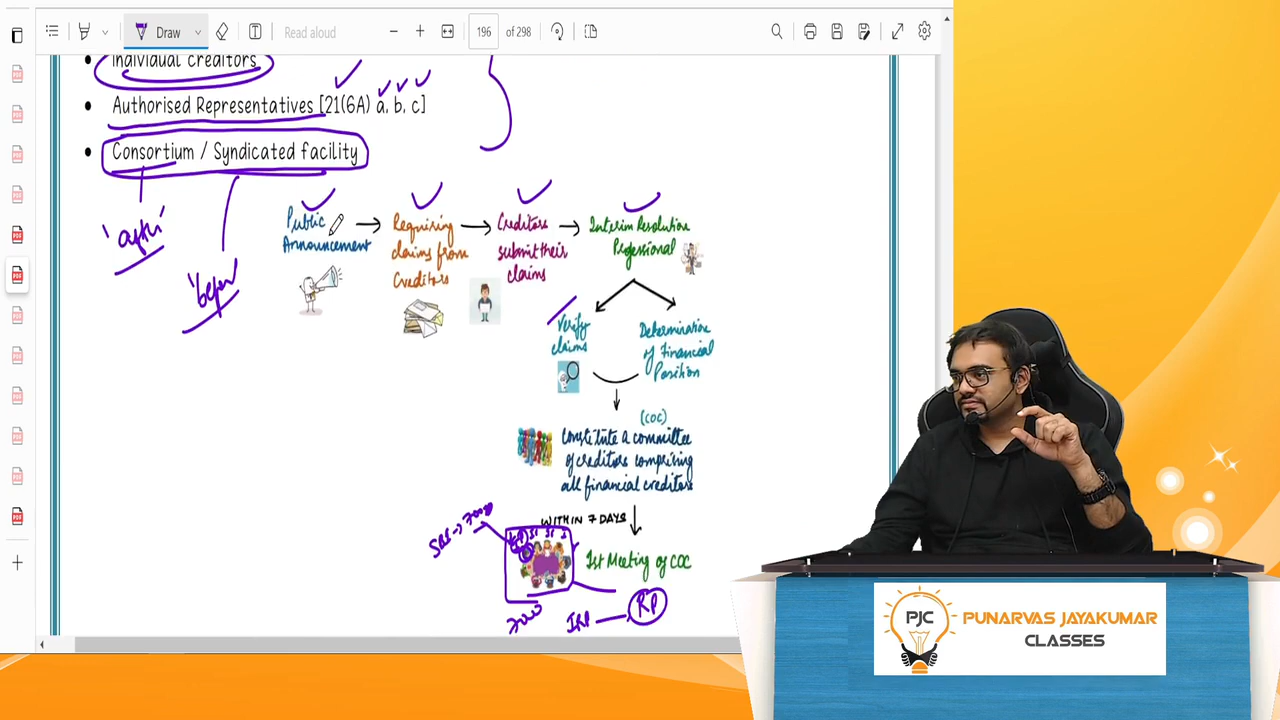 Draw
Read aloud
196
of 298
Individual Creditors
Authorised Representatives [21(6A) a, b, c]
Consortium / Syndicated facility
'after'
Public
Announcement
Requiring
claims from
Creditors
Creditors
submit their
claims
Interim Resolution
Professional
Verify
claims
Determination
of Financial
Position
(COC)
Constitute a committee
of creditors comprising
all financial creditors
WITHIN 7 DAYS
1st Meeting of COC
IRP
RP
PJC
PUNARVAS JAYAKUMAR
CLASSES